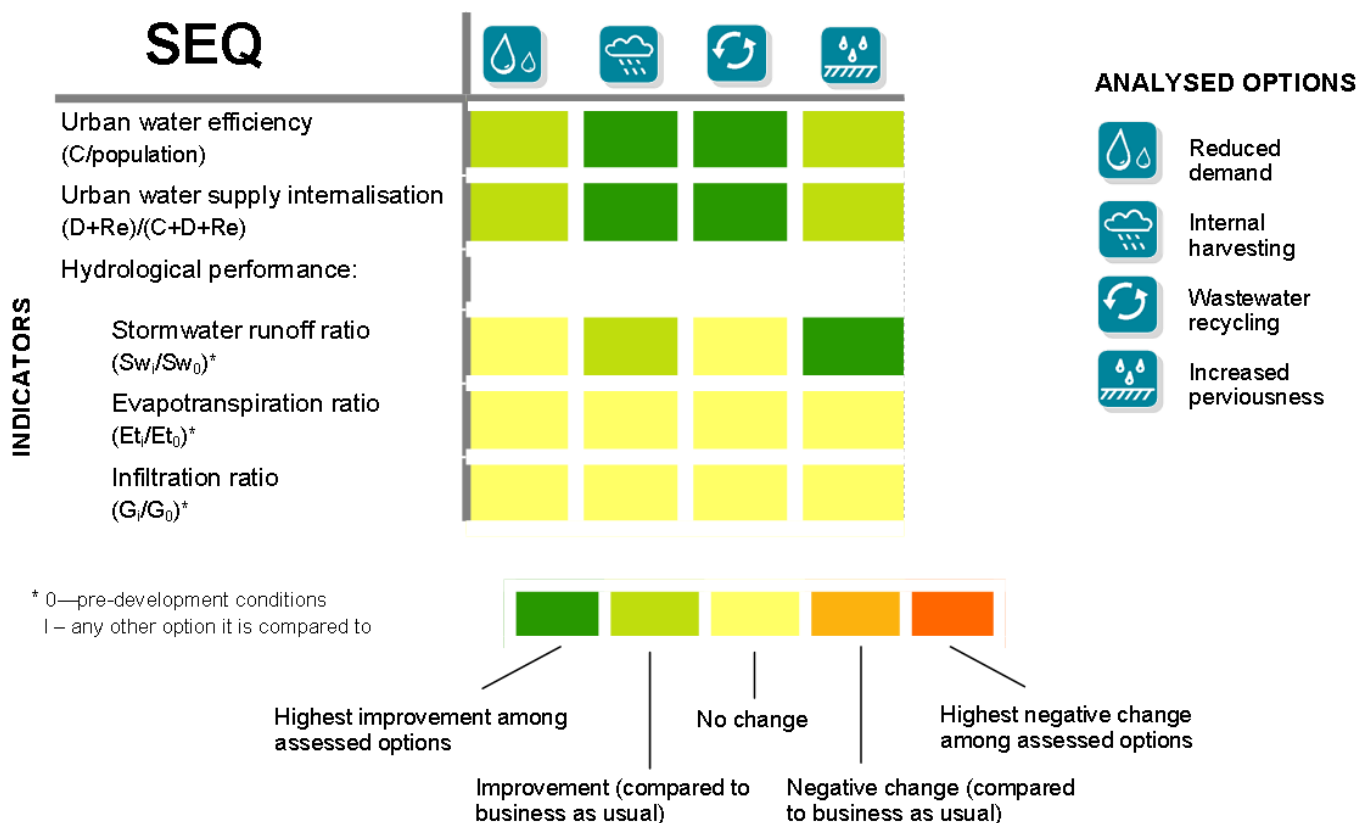 SEQ
ANALYSED OPTIONS
Reduced
demand
Internal
harvesting
Wastewater
recycling
Increased
perviousness
INDICATORS
Urban water efficiency
(C/population)
Urban water supply internalisation
(D+Re)/(C+D+Re)
Hydrological performance:
Stormwater runoff ratio
(Swᵢ/Sw₀)*
Evapotranspiration ratio
(Etᵢ/Et₀)*
Infiltration ratio
(Gᵢ/G₀)*
* 0—pre-development conditions
I – any other option it is compared to
Highest improvement among
assessed options
Improvement (compared to
business as usual)
No change
Negative change (compared
to business as usual)
Highest negative change
among assessed options